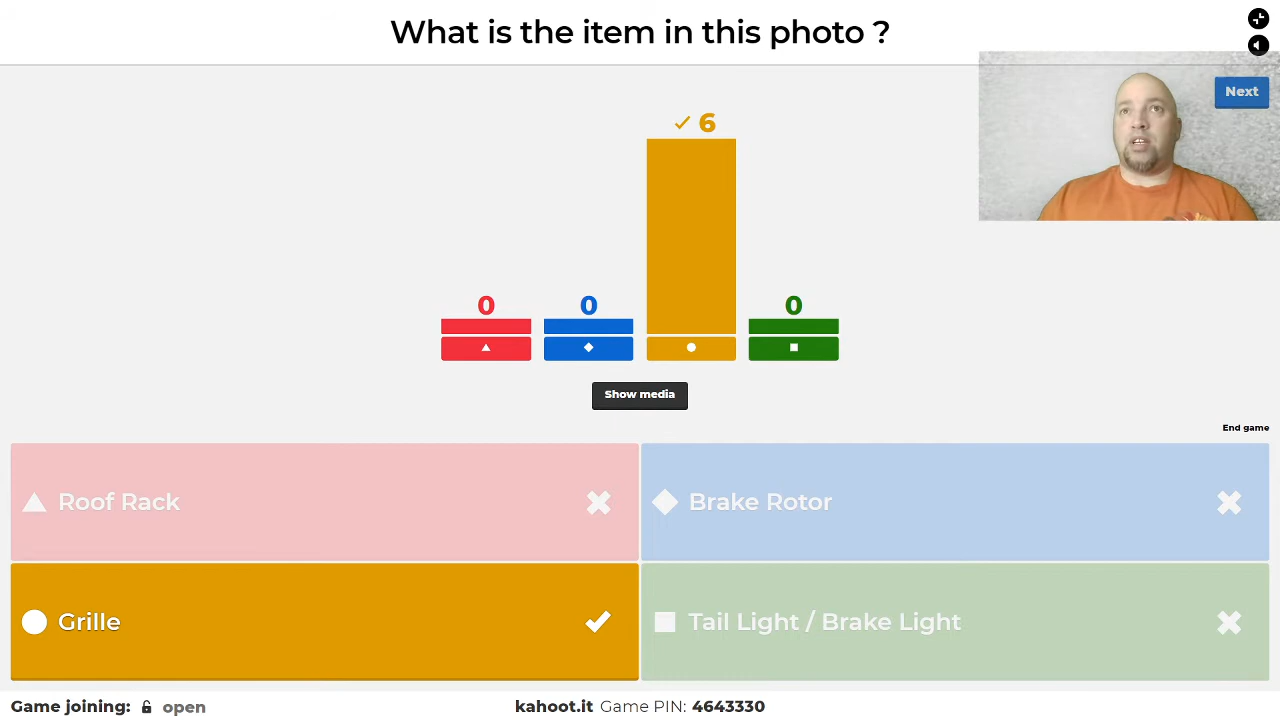 What is the item in this photo ?
Next
6
0
0
0
Show media
End game
Roof Rack
Brake Rotor
Grille
Tail Light / Brake Light
Game joining: open
kahoot.it Game PIN: 4643330